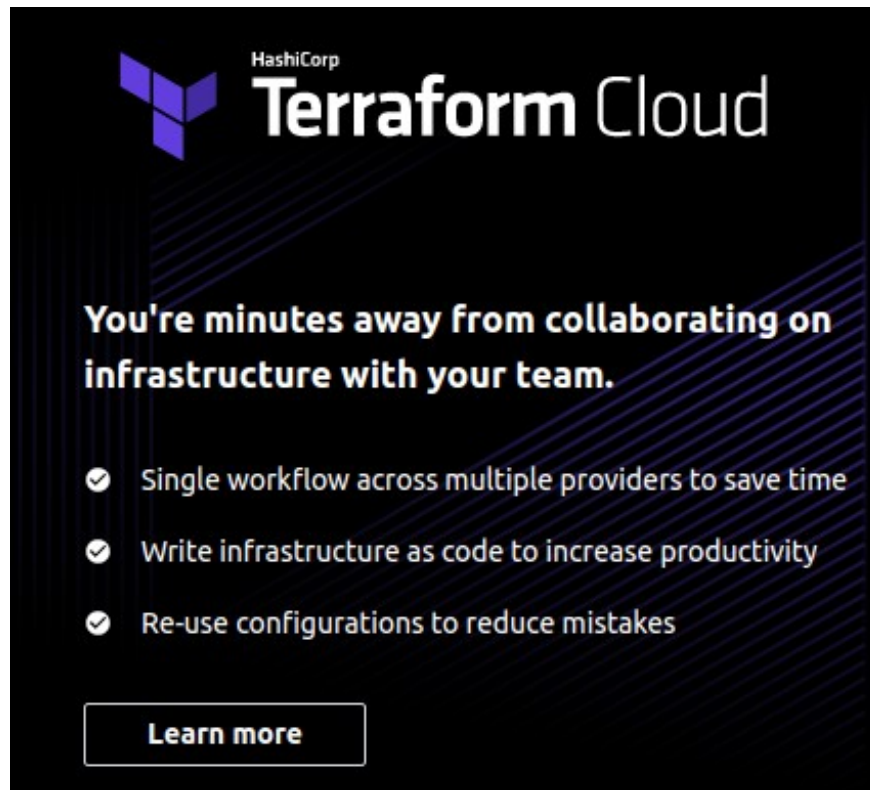 HashiCorp
Terraform Cloud
You're minutes away from collaborating on
infrastructure with your team.
Single workflow across multiple providers to save time
Write infrastructure as code to increase productivity
Re-use configurations to reduce mistakes
Learn more